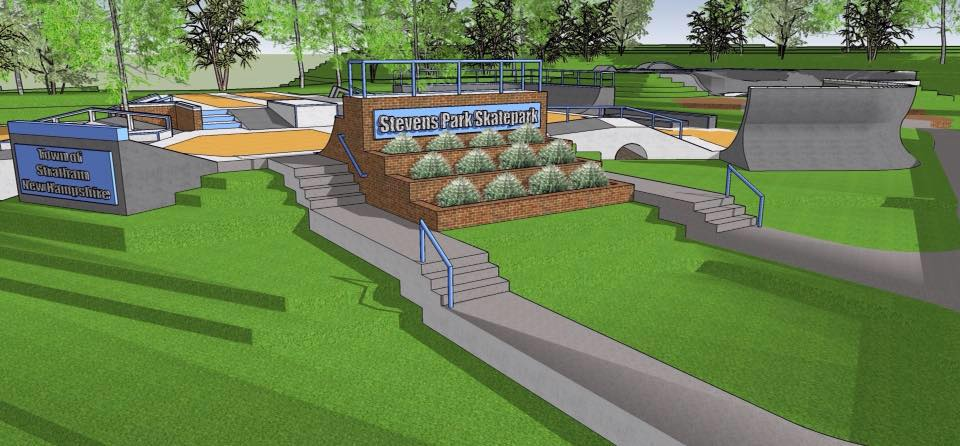 Town of
Stratham
New Hampshire
Stevens Park Skatepark